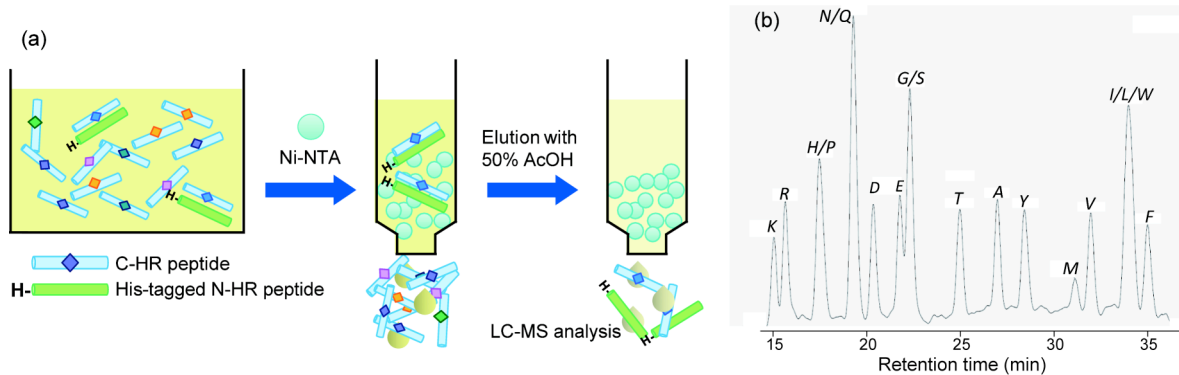 (a)
H-
H-
Ni-NTA
H-
H-
Elution with
50% AcOH
C-HR peptide
H- His-tagged N-HR peptide
LC-MS analysis
H-
H-
(b)
N/Q
G/S
I/L/W
H/P
R
D
E
T
A
Y
V
F
K
M
15 20 25 30 35
Retention time (min)